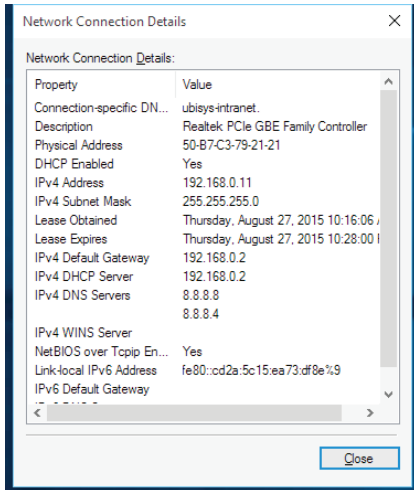 Network Connection Details
Network Connection Details:
Property Value
Connection-specific DN... ubisys-intranet.
Description Realtek PCIe GBE Family Controller
Physical Address 50-B7-C3-79-21-21
DHCP Enabled Yes
IPv4 Address 192.168.0.11
IPv4 Subnet Mask 255.255.255.0
Lease Obtained Thursday, August 27, 2015 10:16:06
Lease Expires Thursday, August 27, 2015 10:28:00
IPv4 Default Gateway 192.168.0.2
IPv4 DHCP Server 192.168.0.2
IPv4 DNS Servers 8.8.8.8
8.8.8.4
IPv4 WINS Server
NetBIOS over Tcpip En... Yes
Link-local IPv6 Address fe80::cd2a:5c15:ea73:df8e%9
IPv6 Default Gateway
Close